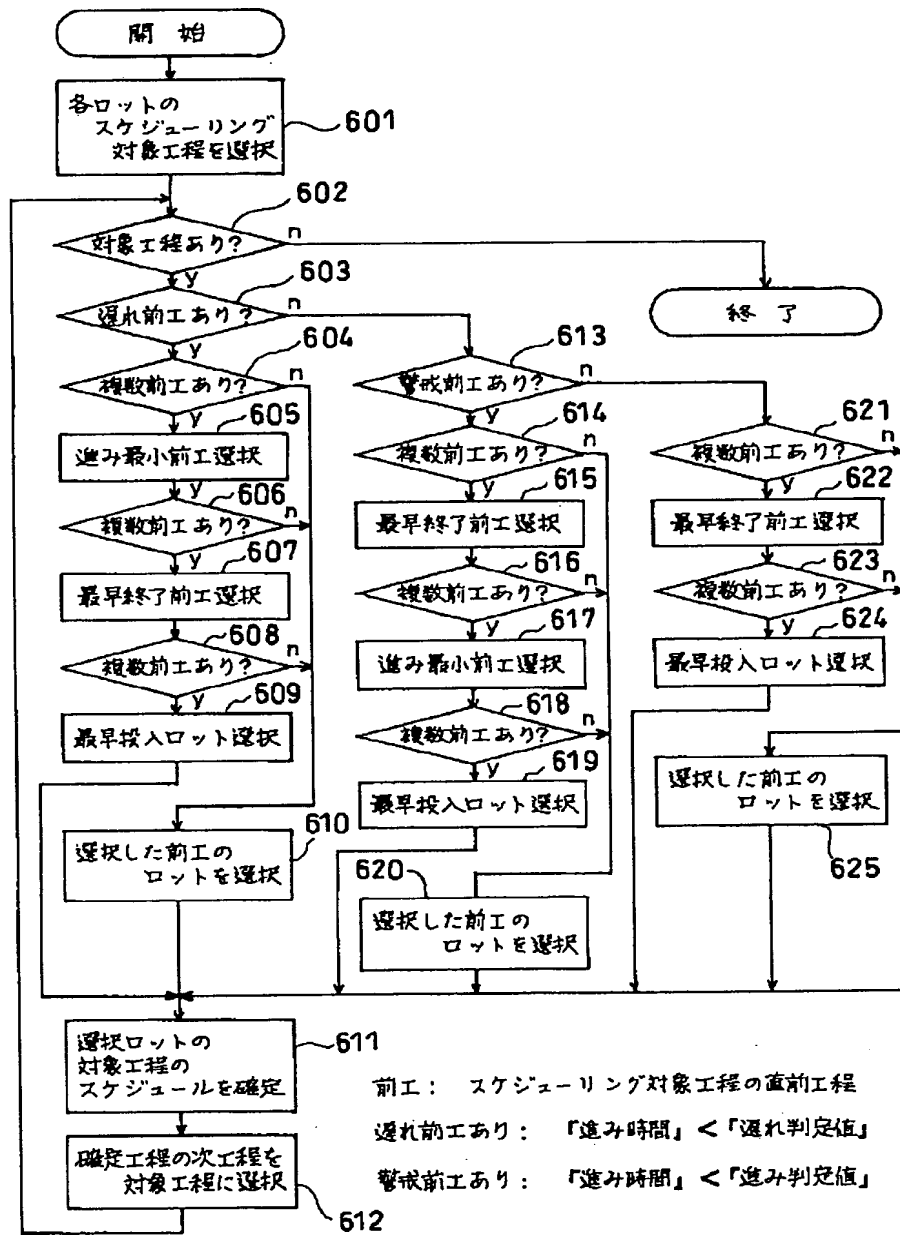 開始
各ロットの
スケジューリング
対象工程を選択
601
602
対象工程あり?
n
y
603
遅れ前工あり?
n
y
終了
604
複数前工あり?
n
y
605
進み最小前工選択
y
606
複数前工あり?
n
y
607
最早終了前工選択
608
複数前工あり?
n
y
609
最早投入ロット選択
610
選択した前工の
ロットを選択
613
警戒前工あり?
n
y
614
複数前工あり?
n
y
615
最早終了前工選択
616
複数前工あり?
n
y
617
進み最小前工選択
618
複数前工あり?
n
y
619
最早投入ロット選択
620
選択した前工の
ロットを選択
621
複数前工あり?
n
y
622
最早終了前工選択
623
複数前工あり?
n
y
624
最早投入ロット選択
選択した前工の
ロットを選択
625
選択ロットの
対象工程の
スケジュールを確定
611
確定工程の次工程を
対象工程に選択
612
前工: スケジューリング対象工程の直前工程
遅れ前工あり: 『進み時間』<『遅れ判定値』
警戒前工あり: 『進み時間』<『進み判定値』